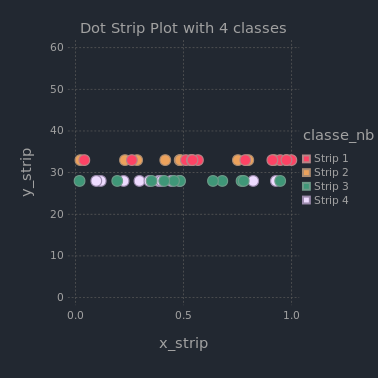 Dot Strip Plot with 4 classes
60
50
40
30
20
10
0
y_strip
0.0
0.5
1.0
x_strip
classe_nb
Strip 1
Strip 2
Strip 3
Strip 4